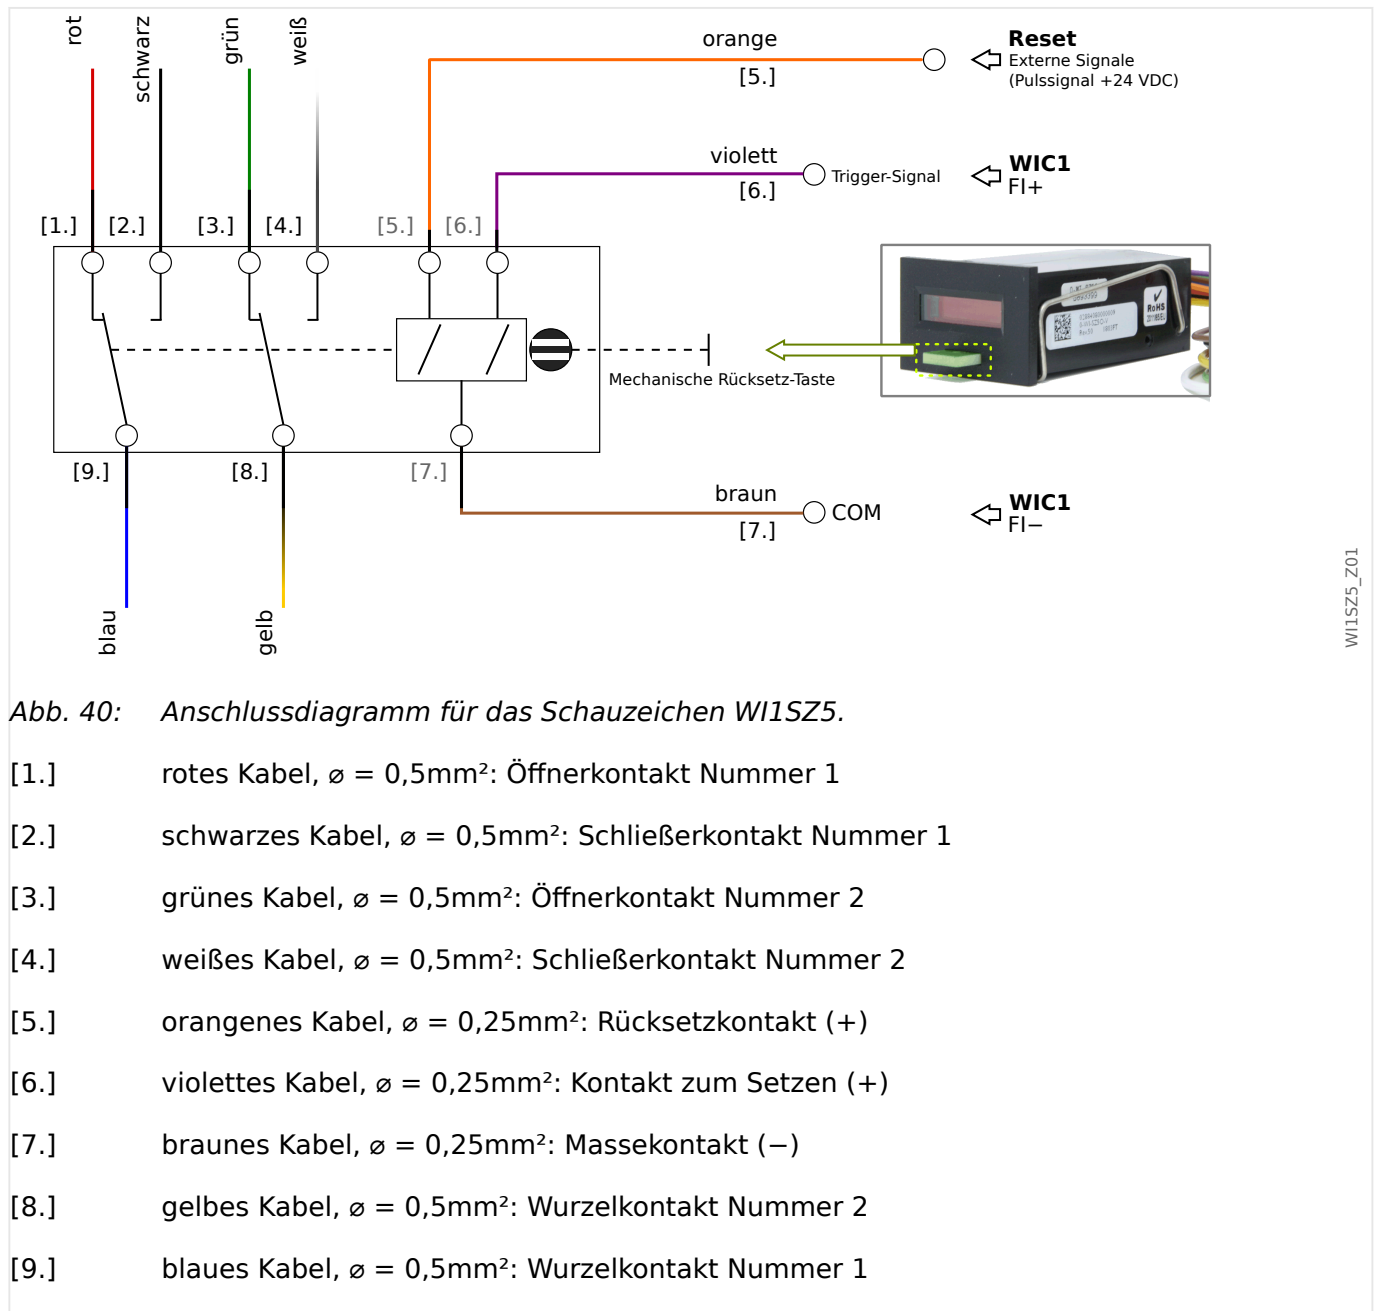 rot
schwarz
grün
weiß
orange
[5.]
Reset
Externe Signale
(Pulssignal +24 VDC)
violett
[6.]
Trigger-Signal
WIC1
FI+
[1.] [2.] [3.] [4.] [5.] [6.]
RoHS
Mechanische Rücksetz-Taste
[9.] [8.] [7.]
braun
[7.]
COM
WIC1
FI−
blau
gelb
WI1SZ5_Z01
Abb. 40: Anschlussdiagramm für das Schauzeichen WI1SZ5.
[1.] rotes Kabel, ⌀ = 0,5mm²: Öffnerkontakt Nummer 1
[2.] schwarzes Kabel, ⌀ = 0,5mm²: Schließerkontakt Nummer 1
[3.] grünes Kabel, ⌀ = 0,5mm²: Öffnerkontakt Nummer 2
[4.] weißes Kabel, ⌀ = 0,5mm²: Schließerkontakt Nummer 2
[5.] orangenes Kabel, ⌀ = 0,25mm²: Rücksetzkontakt (+)
[6.] violettes Kabel, ⌀ = 0,25mm²: Kontakt zum Setzen (+)
[7.] braunes Kabel, ⌀ = 0,25mm²: Massekontakt (−)
[8.] gelbes Kabel, ⌀ = 0,5mm²: Wurzelkontakt Nummer 2
[9.] blaues Kabel, ⌀ = 0,5mm²: Wurzelkontakt Nummer 1